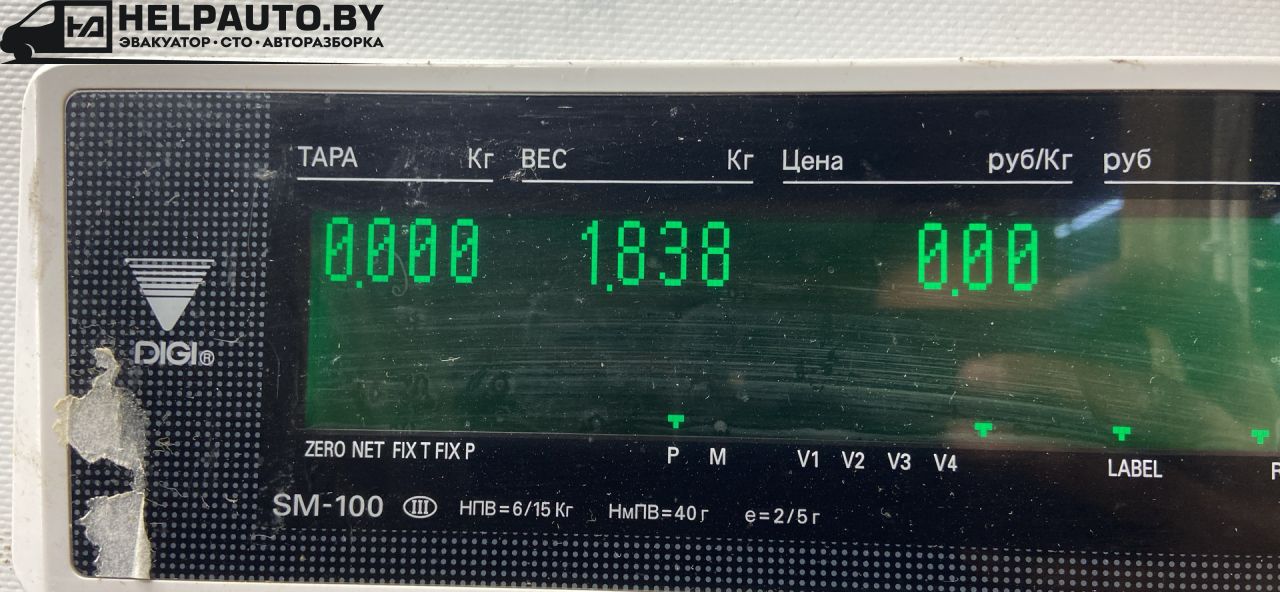 HELPAUTO.BY
ЭВАКУАТОР·СТО·АВТОРАЗБОРКА
ТАРА Кг ВЕС Кг Цена руб/Кг руб
0.000 1.838 0.00
DIGI®
ZERO NET FIX T FIX P P M V1 V2 V3 V4 LABEL
SM-100 III НПВ=6/15 Кг НмПВ=40 г е=2/5 г